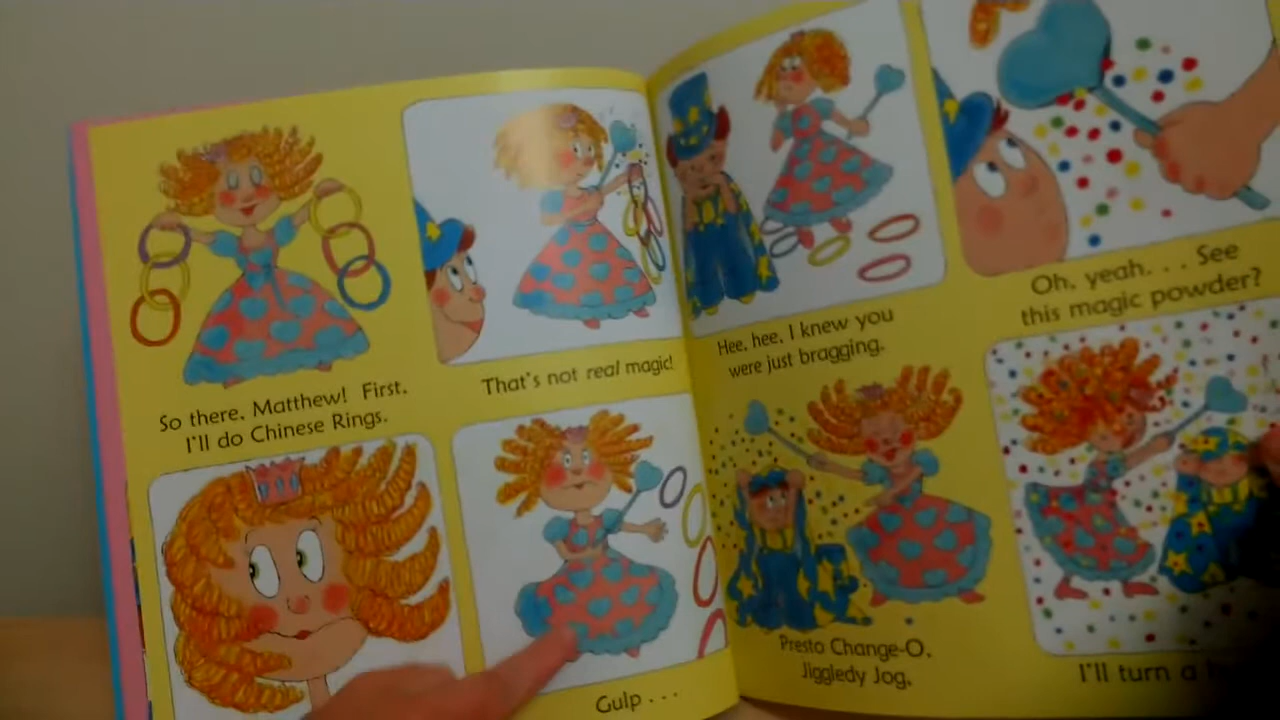 So there, Matthew! First,
I'll do Chinese Rings.
That's not real magic!
Gulp . . .
Hee, hee, I knew you
were just bragging.
Oh, yeah. . . . See
this magic powder?
Presto Change-O,
Jiggledy Jog,
I'll turn a